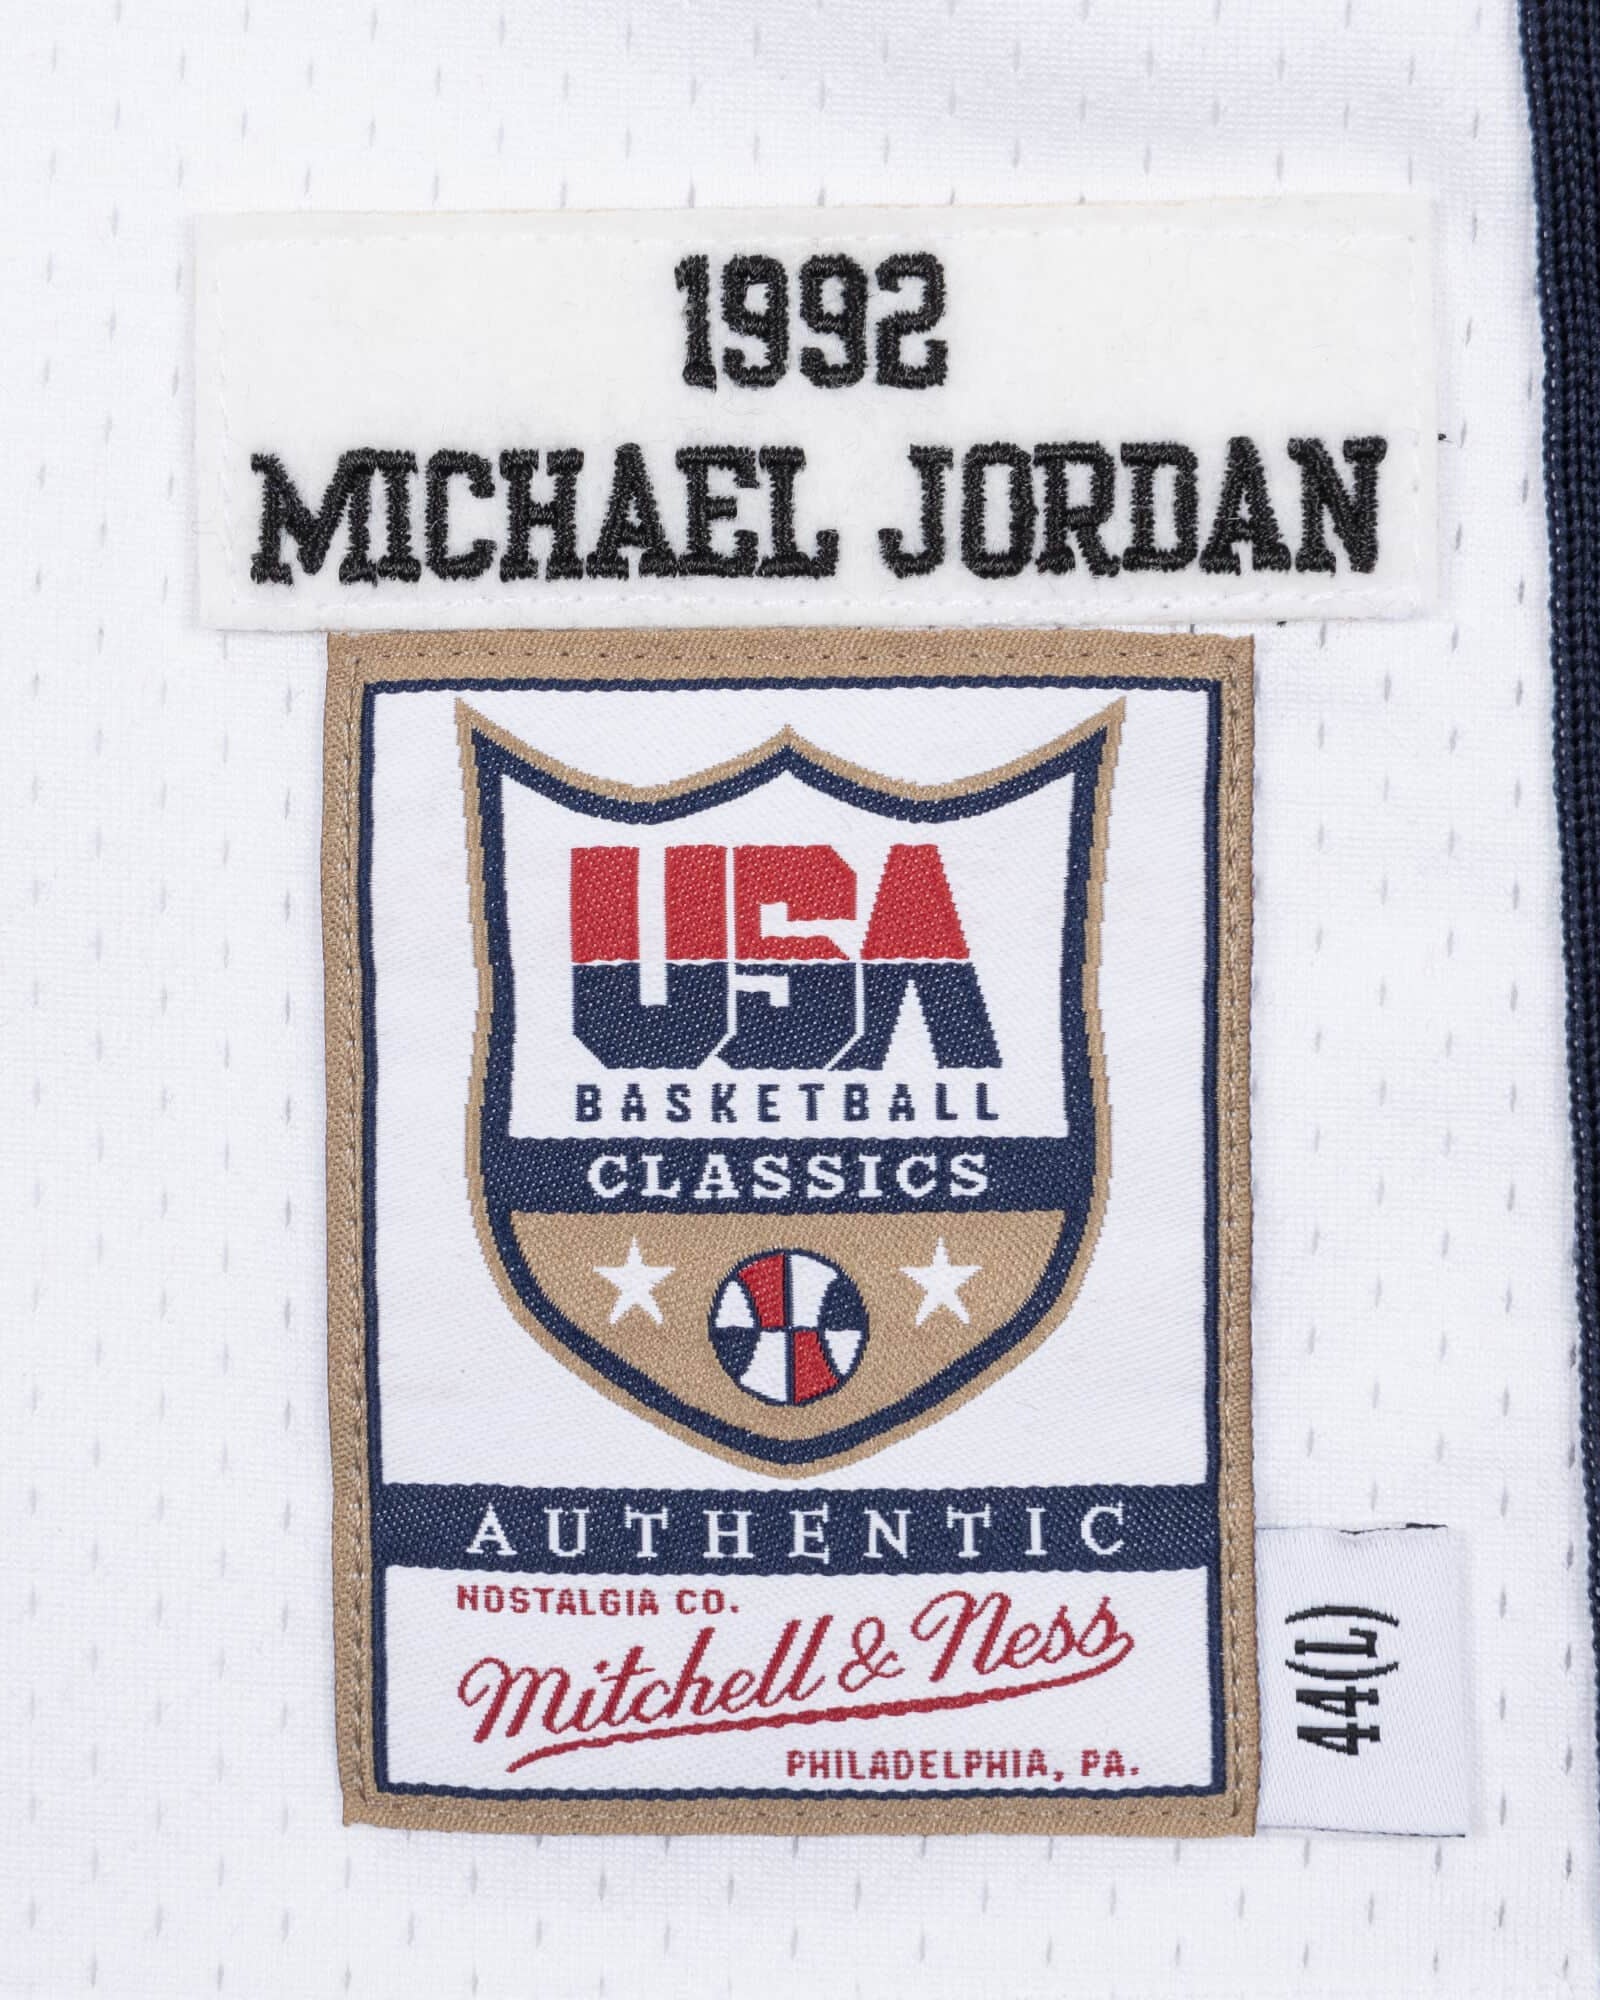 1992
MICHAEL JORDAN
USA
BASKETBALL
CLASSICS
AUTHENTIC
NOSTALGIA CO.
Mitchell & Ness
PHILADELPHIA, PA.
44(L)